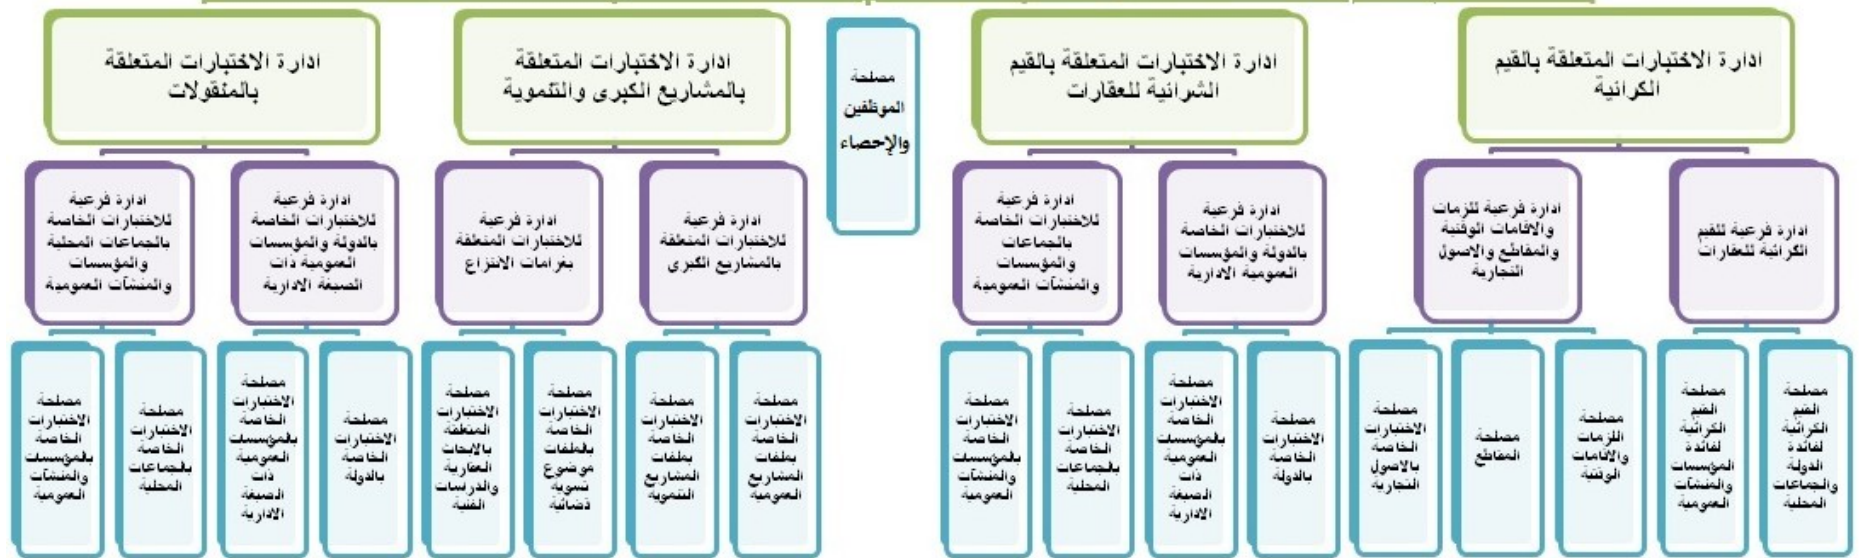 ادارة الاختبارات المتعلقة بالقيم
الكرائية
ادارة الاختبارات المتعلقة بالقيم
الشرائية للعقارات
مصلحة
الموظفين
والإحصاء
ادارة الاختبارات المتعلقة
بالمشاريع الكبرى والتنموية
ادارة الاختبارات المتعلقة
بالمنقولات
ادارة فرعية للقيم
الكرائية للعقارات
ادارة فرعية للزمات
والاقامات الوقتية
والمقاطع والاصول
التجارية
ادارة فرعية
للاختبارات الخاصة
بالدولة والمؤسسات
العمومية الادارية
ادارة فرعية
للاختبارات الخاصة
بالجماعات
والمؤسسات
والمنشآت العمومية
ادارة فرعية
للاختبارات المتعلقة
بالمشاريع الكبرى
ادارة فرعية
للاختبارات المتعلقة
بغرامات الانتزاع
ادارة فرعية
للاختبارات الخاصة
بالدولة والمؤسسات
العمومية ذات
الصبغة الادارية
ادارة فرعية
للاختبارات الخاصة
بالجماعات المحلية
والمؤسسات
والمنشآت العمومية
مصلحة
القيم
الكرائية
لفائدة
الدولة
والجماعات
المحلية
مصلحة
القيم
الكرائية
لفائدة
المؤسسات
والمنشآت
العمومية
مصلحة
اللزمات
والاقامات
الوقتية
مصلحة
المقاطع
مصلحة
الاختبارات
الخاصة
بالاصول
التجارية
مصلحة
الاختبارات
الخاصة
بالدولة
مصلحة
الاختبارات
الخاصة
بالمؤسسات
العمومية
ذات
الصبغة
الادارية
مصلحة
الاختبارات
الخاصة
بالجماعات
المحلية
مصلحة
الاختبارات
الخاصة
بالمؤسسات
والمنشآت
العمومية
مصلحة
الاختبارات
الخاصة
بملفات
المشاريع
العمومية
مصلحة
الاختبارات
الخاصة
بملفات
المشاريع
التنموية
مصلحة
الاختبارات
الخاصة
بالملفات
موضوع
تسوية
قضائية
مصلحة
الاختبارات
المتعلقة
بالابحاث
العقارية
والدراسات
الفنية
مصلحة
الاختبارات
الخاصة
بالدولة
مصلحة
الاختبارات
الخاصة
بالمؤسسات
العمومية
ذات
الصبغة
الادارية
مصلحة
الاختبارات
الخاصة
بالجماعات
المحلية
مصلحة
الاختبارات
الخاصة
بالمؤسسات
والمنشآت
العمومية